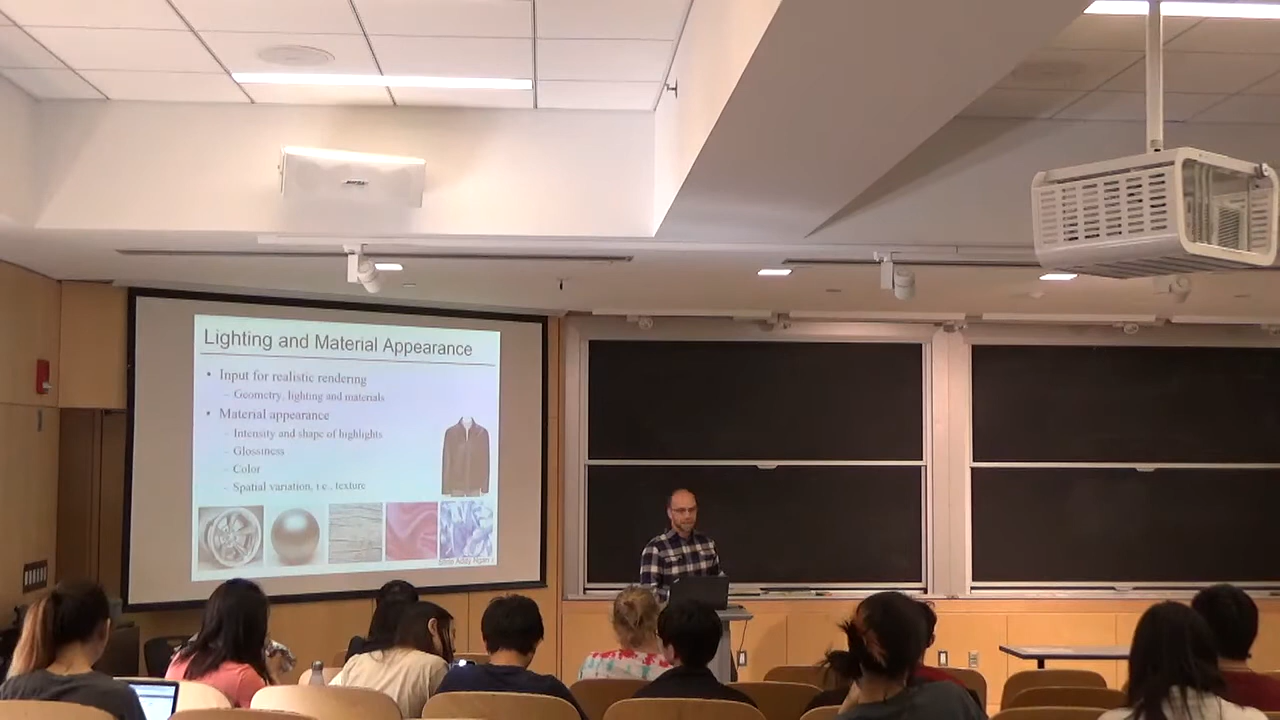 Lighting and Material Appearance
• Input for realistic rendering
– Geometry, lighting and materials
• Material appearance
– Intensity and shape of highlights
– Glossiness
– Color
– Spatial variation, i.e., texture